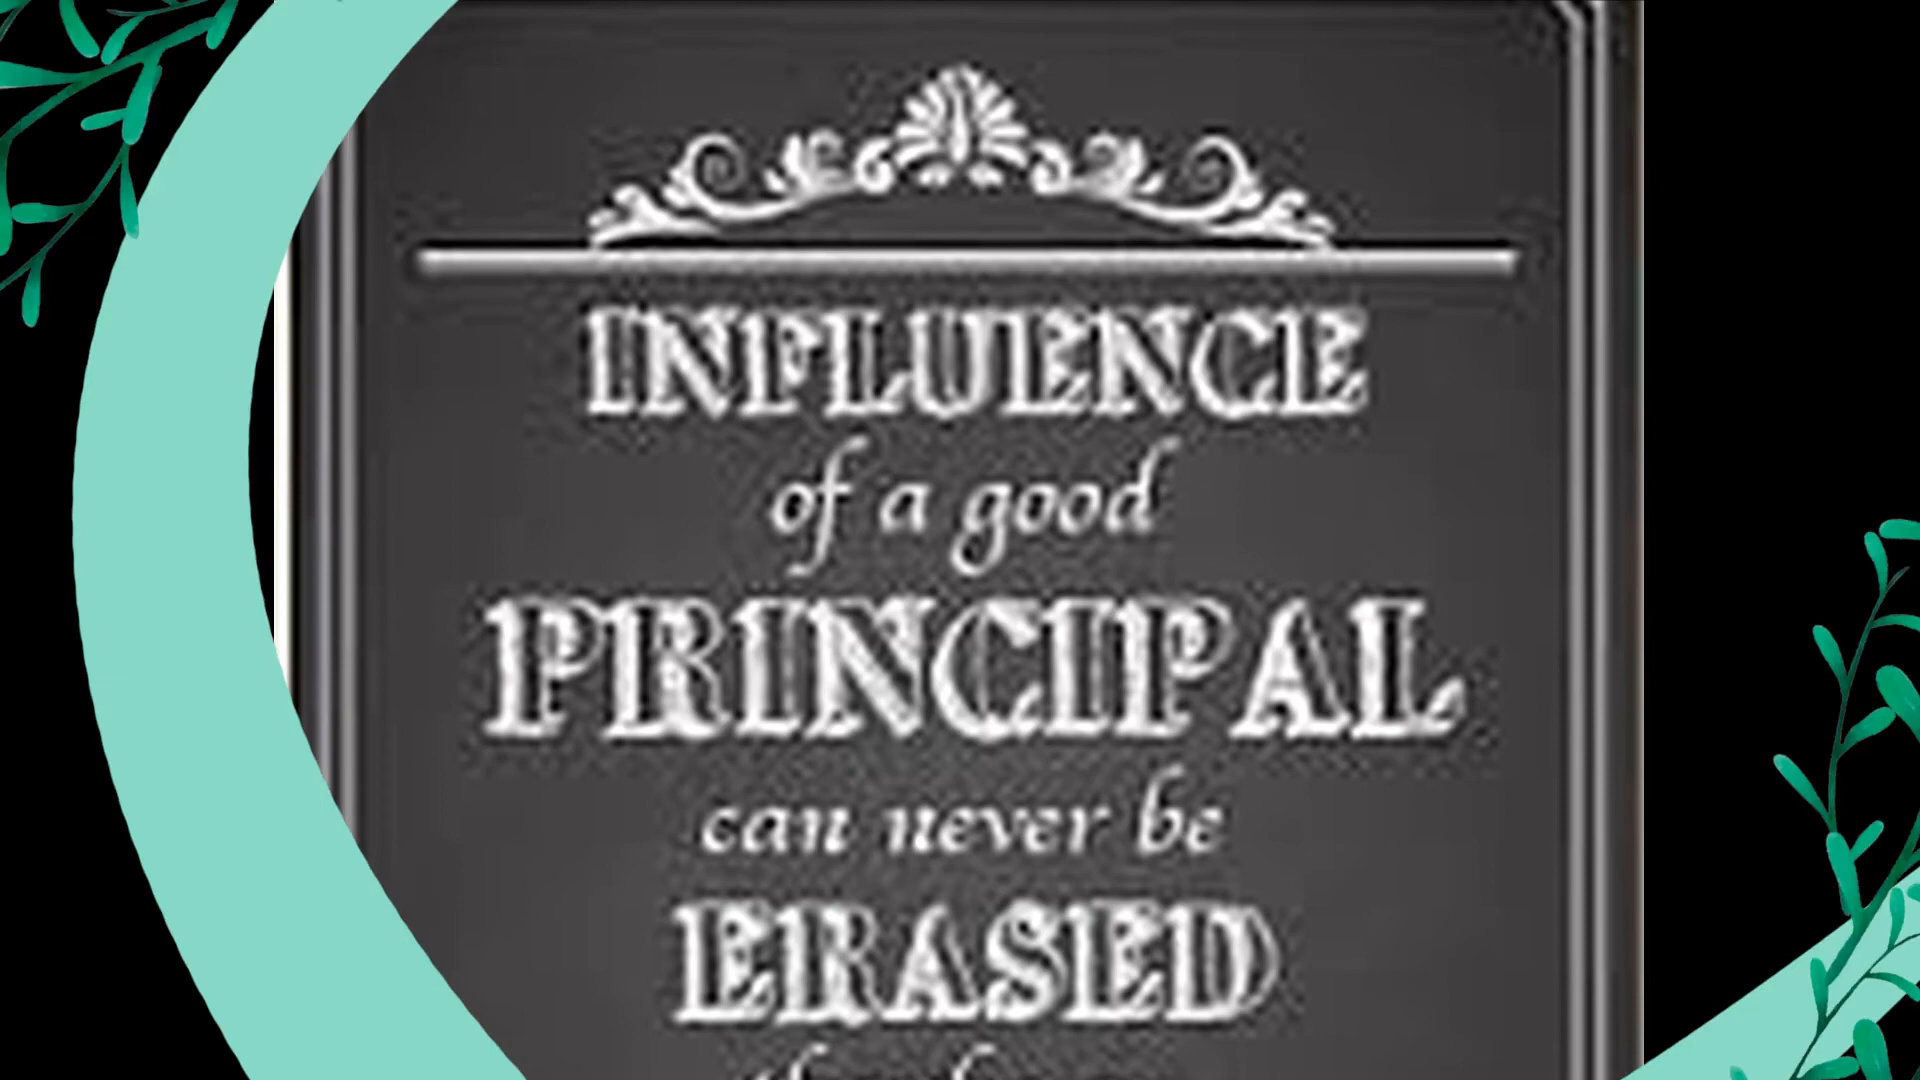 INFLUENCE
of a good
PRINCIPAL
can never be
ERASED